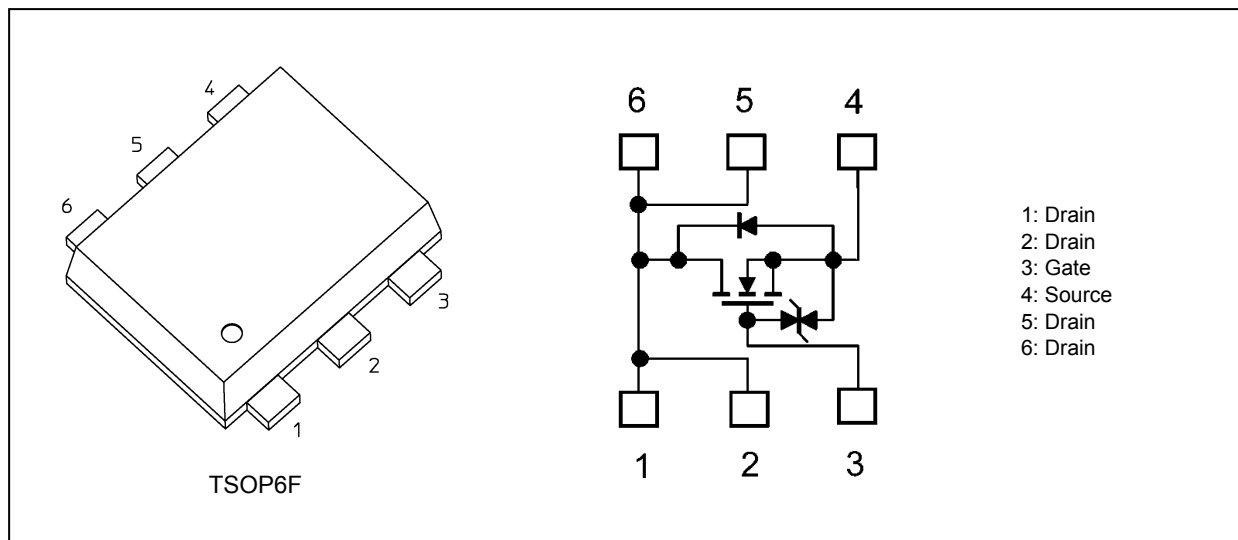 4
5
6
3
2
1
TSOP6F
6 5 4
1 2 3
1: Drain
2: Drain
3: Gate
4: Source
5: Drain
6: Drain